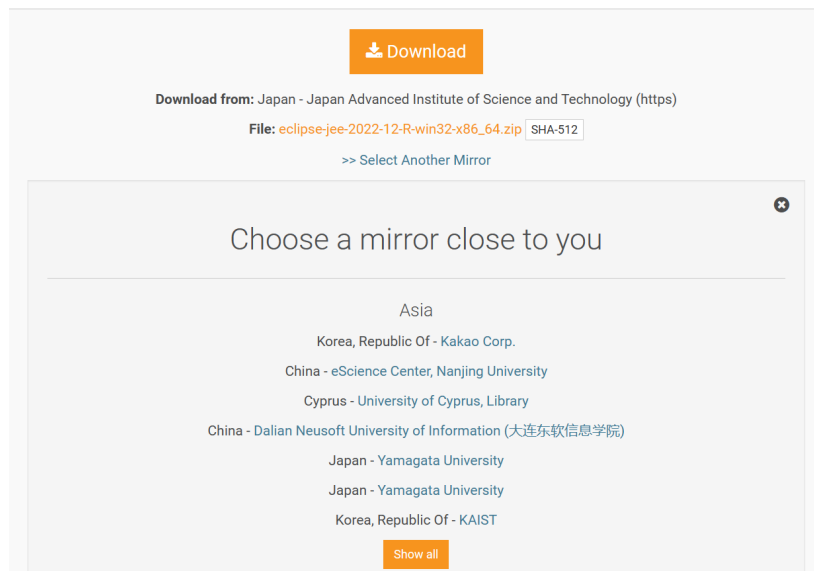 Download
Download from: Japan - Japan Advanced Institute of Science and Technology (https)
File: eclipse-jee-2022-12-R-win32-x86_64.zip SHA-512
>> Select Another Mirror
Choose a mirror close to you
Asia
Korea, Republic Of - Kakao Corp.
China - eScience Center, Nanjing University
Cyprus - University of Cyprus, Library
China - Dalian Neusoft University of Information (大连东软信息学院)
Japan - Yamagata University
Japan - Yamagata University
Korea, Republic Of - KAIST
Show all